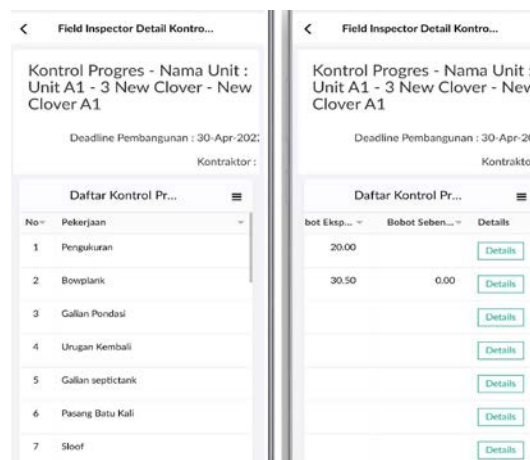 Field Inspector Detail Kontro...
Kontrol Progres - Nama Unit :
Unit A1 - 3 New Clover - New
Clover A1
Deadline Pembangunan : 30-Apr-202
Kontraktor :
Daftar Kontrol Pr...
No Pekerjaan
1 Pengukuran
2 Bowplank
3 Galian Pondasi
4 Urugan Kembali
5 Galian septictank
6 Pasang Batu Kali
7 Sloof
Field Inspector Detail Kontro...
Kontrol Progres - Nama Unit :
Unit A1 - 3 New Clover - New
Clover A1
Deadline Pembangunan : 30-Apr-20
Kontrakto
Daftar Kontrol Pr...
bot Eksp... Bobot Seben... Details
20.00 Details
30.50 0.00 Details
Details
Details
Details
Details
Details